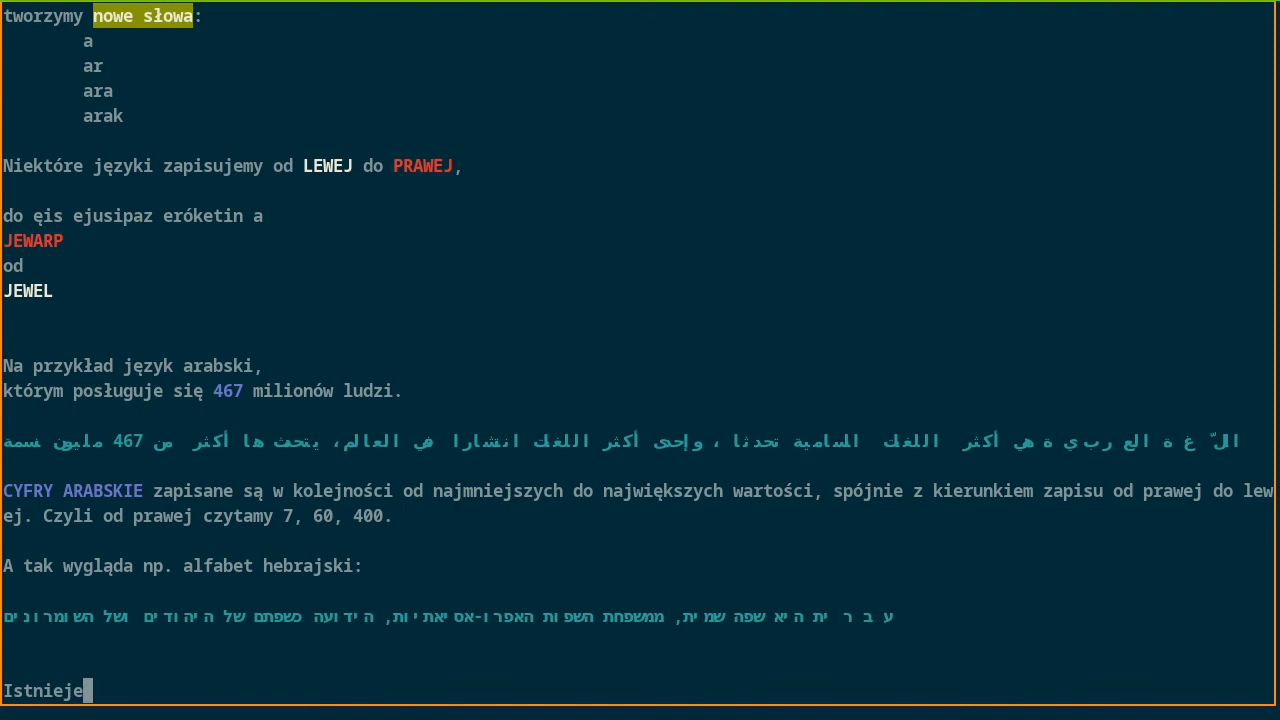 tworzymy nowe słowa:
a
ar
ara
arak
Niektóre języki zapisujemy od LEWEJ do PRAWEJ,
do ęis ejusipaz eróketin a
JEWARP
od
JEWEL
Na przykład język arabski,
którym posługuje się 467 milionów ludzi.
اللّغة العربية هي أكثر اللغات السامية تحدثا ، وإحدى أكثر اللغات انتشارا في العالم، يتحدثها أكثر من 467 مليون نسمة
CYFRY ARABSKIE zapisane są w kolejności od najmniejszych do największych wartości, spójnie z kierunkiem zapisu od prawej do lew
ej. Czyli od prawej czytamy 7, 60, 400.
A tak wygląda np. alfabet hebrajski:
עברית היא שפה שמית, ממשפחת השפות האפרו-אסיאתיות, הידועה כשפתם של היהודים ושל השומרונים
Istnieje